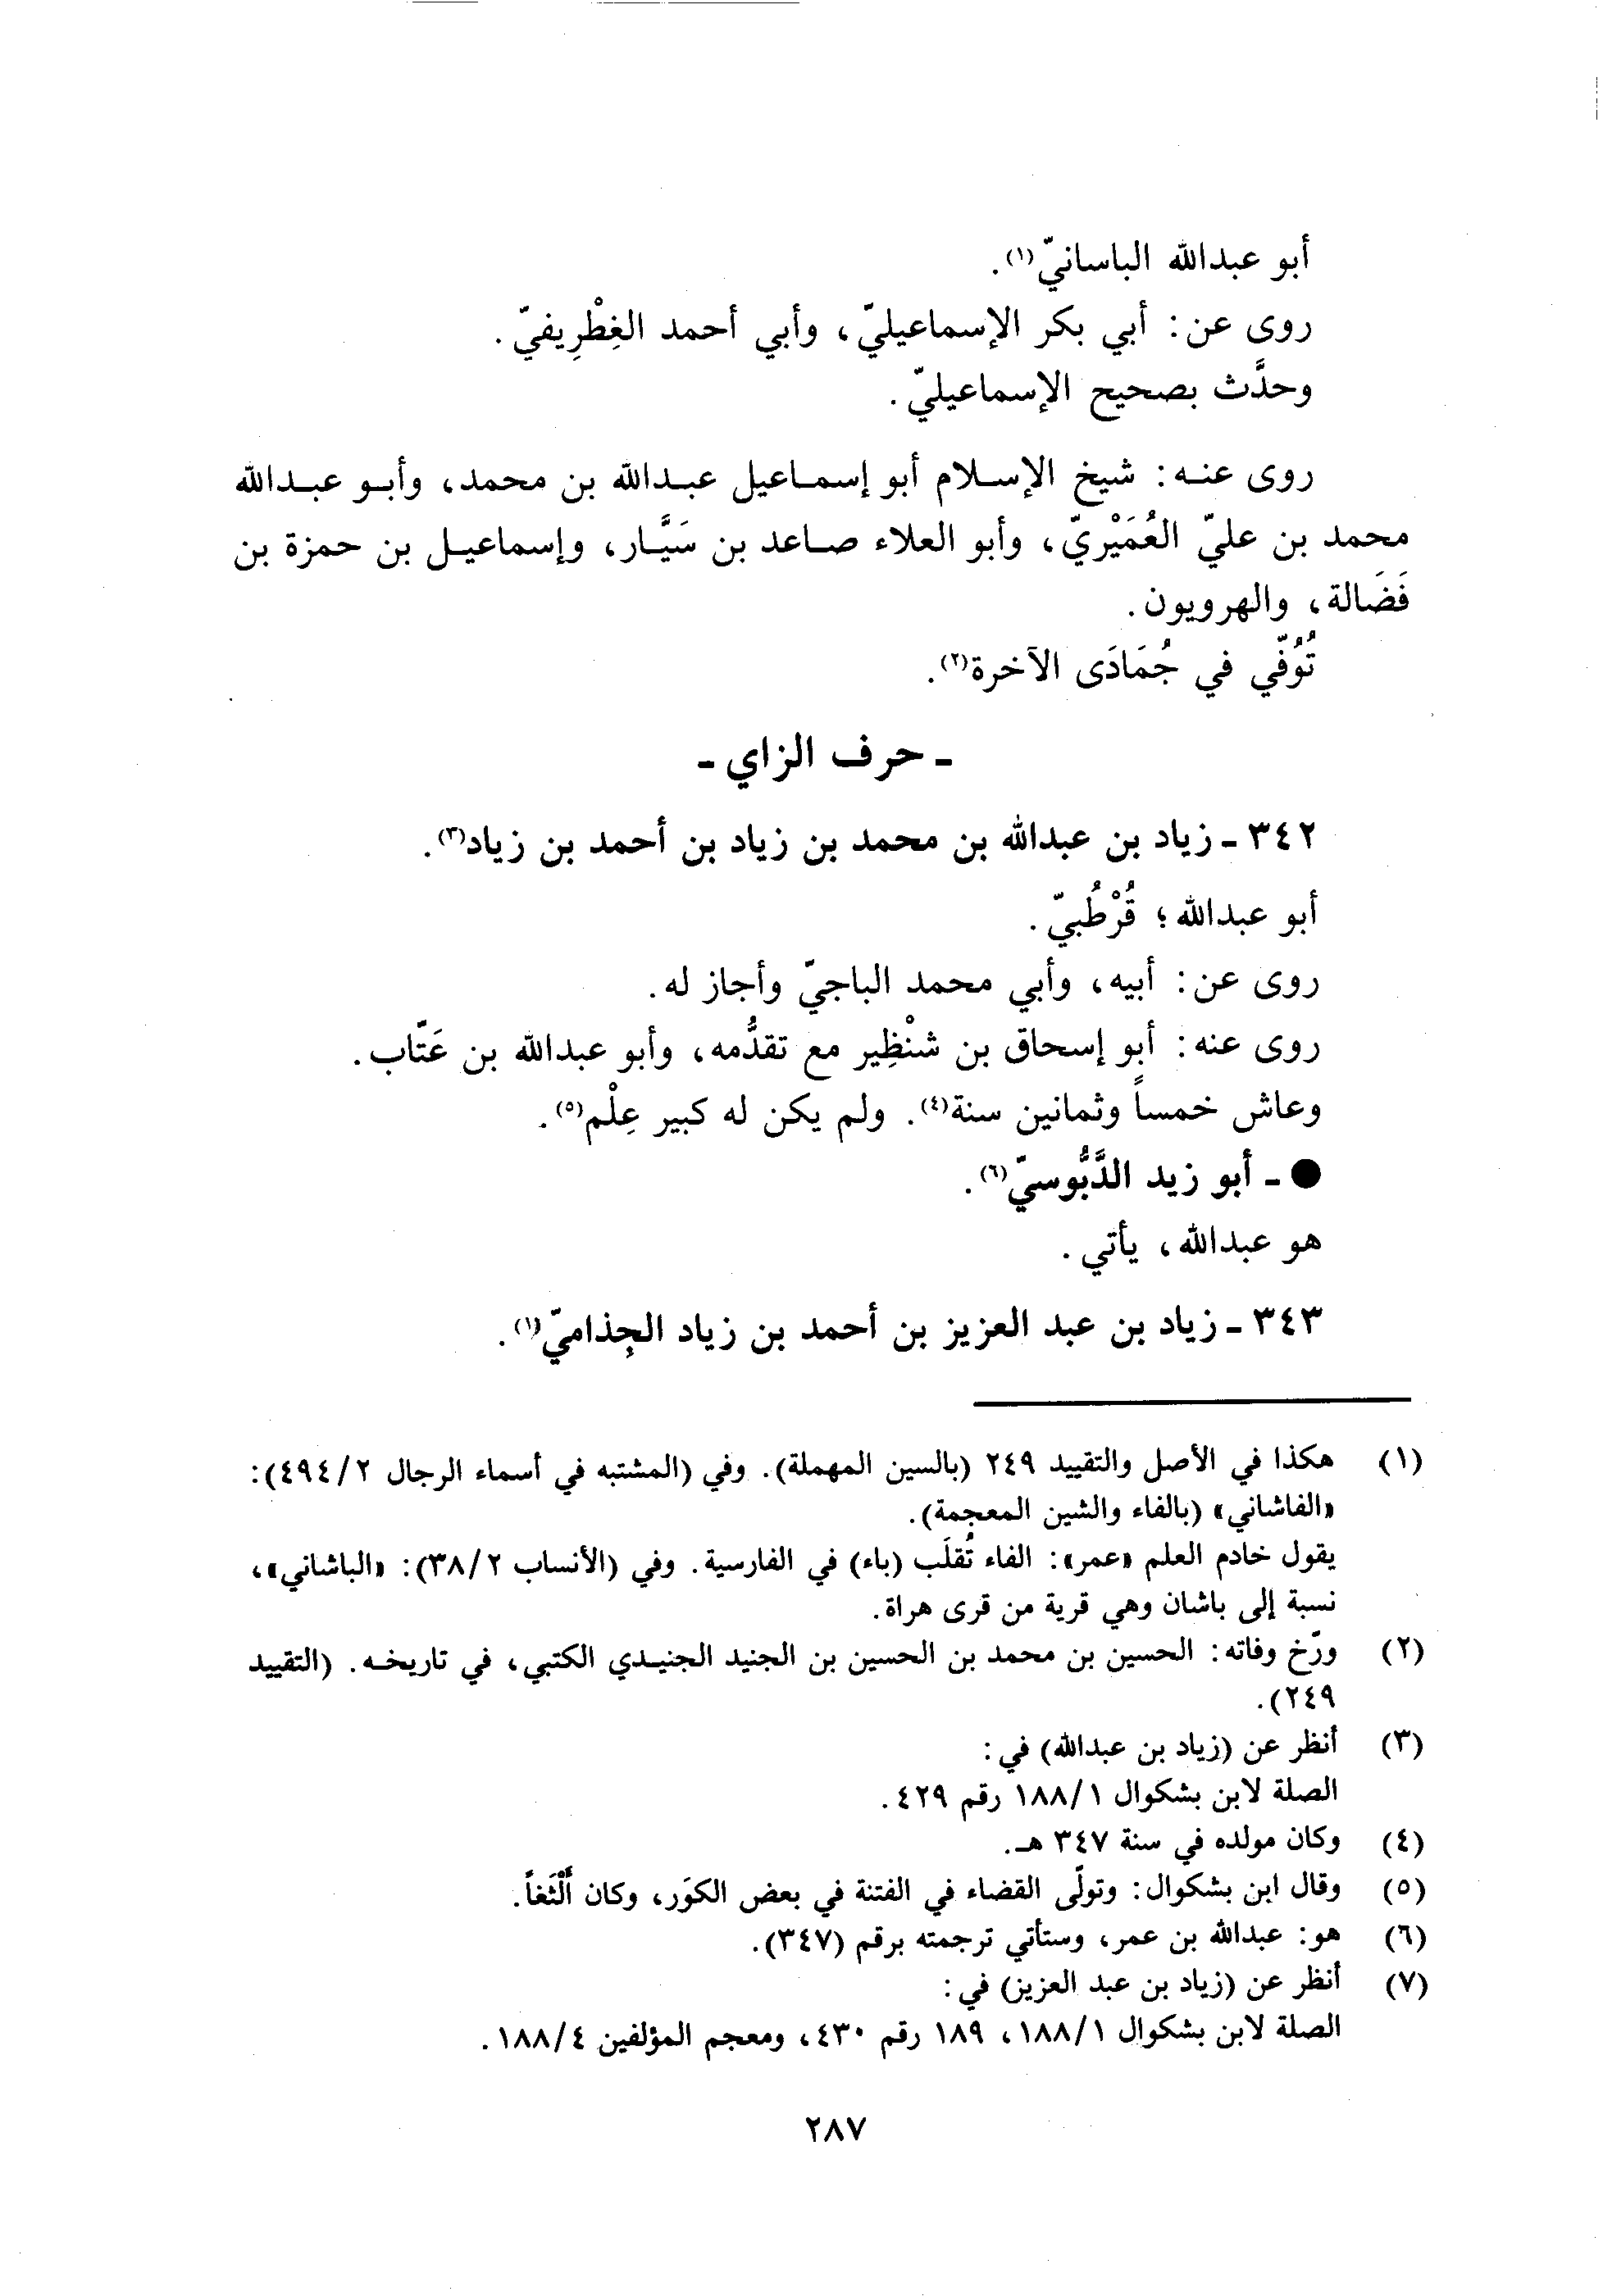 أبو عبدالله الباسانيّ(١).
روى عن: أبي بكر الإسماعيليّ، وأبي أحمد الغِطْرِيفيّ.
وحدَّث بصحيح الإسماعيليّ.
روى عنه: شيخ الإسلام أبو إسماعيل عبدالله بن محمد، وأبو عبدالله
محمد بن عليّ العُمَيْريّ، وأبو العلاء صاعد بن سَيَّار، وإسماعيل بن حمزة بن
فَضَالة، والهرويون.
تُوُفّي في جُمَادَى الآخرة(٢).
ـ حرف الزاي ـ
٣٤٢ ـ زياد بن عبدالله بن محمد بن زياد بن أحمد بن زياد(٣).
أبو عبدالله؛ قُرْطُبيّ.
روى عن: أبيه، وأبي محمد الباجيّ وأجاز له.
روى عنه: أبو إسحاق بن شنْظِير مع تقدُّمه، وأبو عبدالله بن عَتّاب.
وعاش خمساً وثمانين سنة(٤). ولم يكن له كبير عِلْم(٥).
● ـ أبو زيد الدَّبُّوسيّ(٦).
هو عبدالله، يأتي.
٣٤٣ ـ زياد بن عبد العزيز بن أحمد بن زياد الجِذاميّ(١).
(١) هكذا في الأصل والتقييد ٢٤٩ (بالسين المهملة). وفي (المشتبه في أسماء الرجال ٤٩٤/٢):
«الفاشاني» (بالفاء والشين المعجمة).
يقول خادم العلم «عمر»: الفاء تُقلَب (باء) في الفارسية. وفي (الأنساب ٣٨/٢): «الباشاني»،
نسبة إلى باشان وهي قرية من قرى هراة.
(٢) ورّخ وفاته: الحسين بن محمد بن الحسين بن الجنيد الجنيدي الكتبي، في تاريخه. (التقييد
٢٤٩).
(٣) أنظر عن (زياد بن عبدالله) في:
الصلة لابن بشكوال ١٨٨/١ رقم ٤٢٩.
(٤) وكان مولده في سنة ٣٤٧ هـ.
(٥) وقال ابن بشكوال: وتولّى القضاء في الفتنة في بعض الكوَر، وكان أَلْثَغاً.
(٦) هو: عبدالله بن عمر، وستأتي ترجمته برقم (٣٤٧).
(٧) أنظر عن (زياد بن عبد العزيز) في:
الصلة لابن بشكوال ١٨٨/١، ١٨٩ رقم ٤٣٠، ومعجم المؤلفين ١٨٨/٤.
٢٨٧